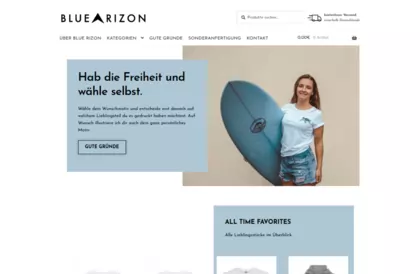 BLUE RIZON
Produkte suchen…
Kostenloser Versand
innerhalb Deutschlands
ÜBER BLUE RIZON KATEGORIEN GUTE GRÜNDE SONDERANFERTIGUNG KONTAKT
0,00€ 0 Artikel
Hab die Freiheit und
wähle selbst.
Wähle dein Wunschmotiv und entscheide erst danach auf
welchem Lieblingsteil du es gedruckt haben möchtest. Auf
Wunsch illustriere ich dir auch dein ganz persönliches
Motiv.
GUTE GRÜNDE
ALL TIME FAVORITES
Alle Lieblingsstücke im Überblick